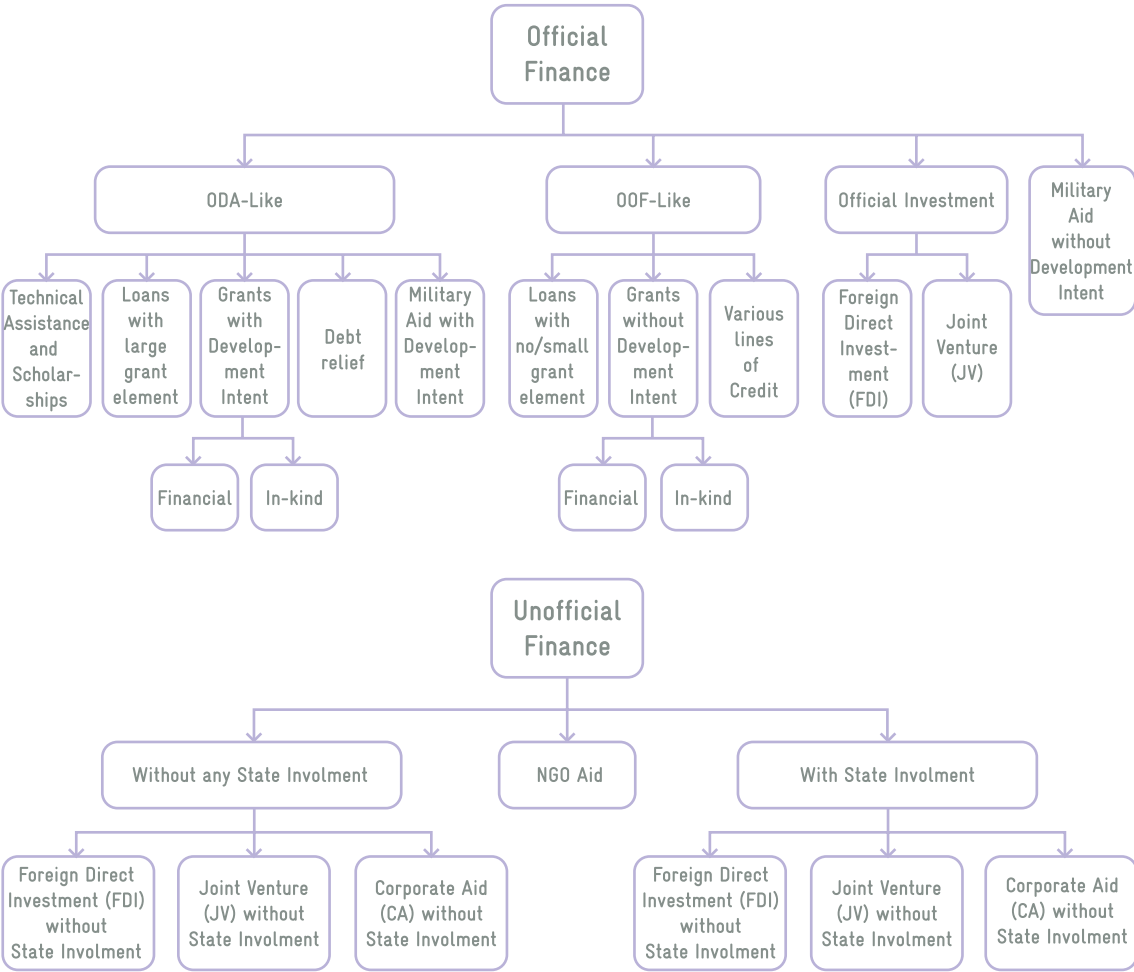 Official
Finance
ODA-Like
OOF-Like
Official Investment
Military
Aid
without
Development
Intent
Technical
Assistance
and
Scholar-
ships
Loans
with
large
grant
element
Grants
with
Develop-
ment
Intent
Debt
relief
Military
Aid with
Develop-
ment
Intent
Loans
with
no/small
grant
element
Grants
without
Develop-
ment
Intent
Various
lines
of
Credit
Foreign
Direct
Invest-
ment
(FDI)
Joint
Venture
(JV)
Financial
In-kind
Financial
In-kind
Unofficial
Finance
Without any State Involment
NGO Aid
With State Involment
Foreign Direct
Investment (FDI)
without
State Involment
Joint Venture
(JV) without
State Involment
Corporate Aid
(CA) without
State Involment
Foreign Direct
Investment (FDI)
without
State Involment
Joint Venture
(JV) without
State Involment
Corporate Aid
(CA) without
State Involment